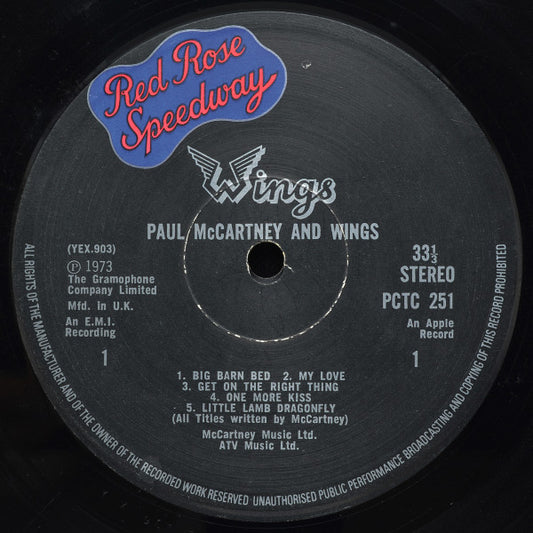 Red Rose
Speedway
Wings
PAUL McCARTNEY AND WINGS
(YEX.903)
Ⓟ 1973
The Gramophone
Company Limited
Mfd. in U.K.
An E.M.I.
Recording
1
33⅓
STEREO
PCTC 251
An Apple
Record
1
1. BIG BARN BED 2. MY LOVE
3. GET ON THE RIGHT THING
4. ONE MORE KISS
5. LITTLE LAMB DRAGONFLY
(All Titles written by McCartney)
McCartney Music Ltd.
ATV Music Ltd.
ALL RIGHTS OF THE MANUFACTURER AND OF THE OWNER OF THE RECORDED WORK RESERVED · UNAUTHORISED PUBLIC PERFORMANCE BROADCASTING AND COPYING OF THIS RECORD PROHIBITED